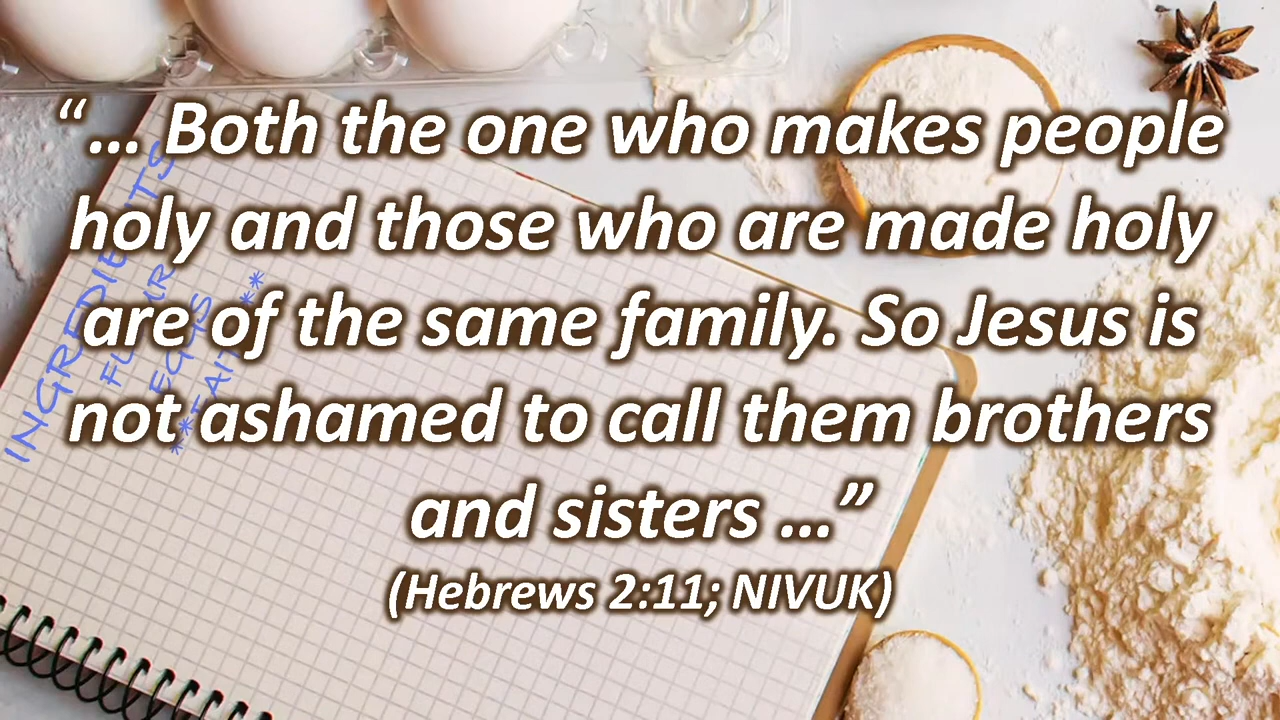 “… Both the one who makes people
holy and those who are made holy
are of the same family. So Jesus is
not ashamed to call them brothers
and sisters …”
(Hebrews 2:11; NIVUK)
INGREDIENTS
EGGS